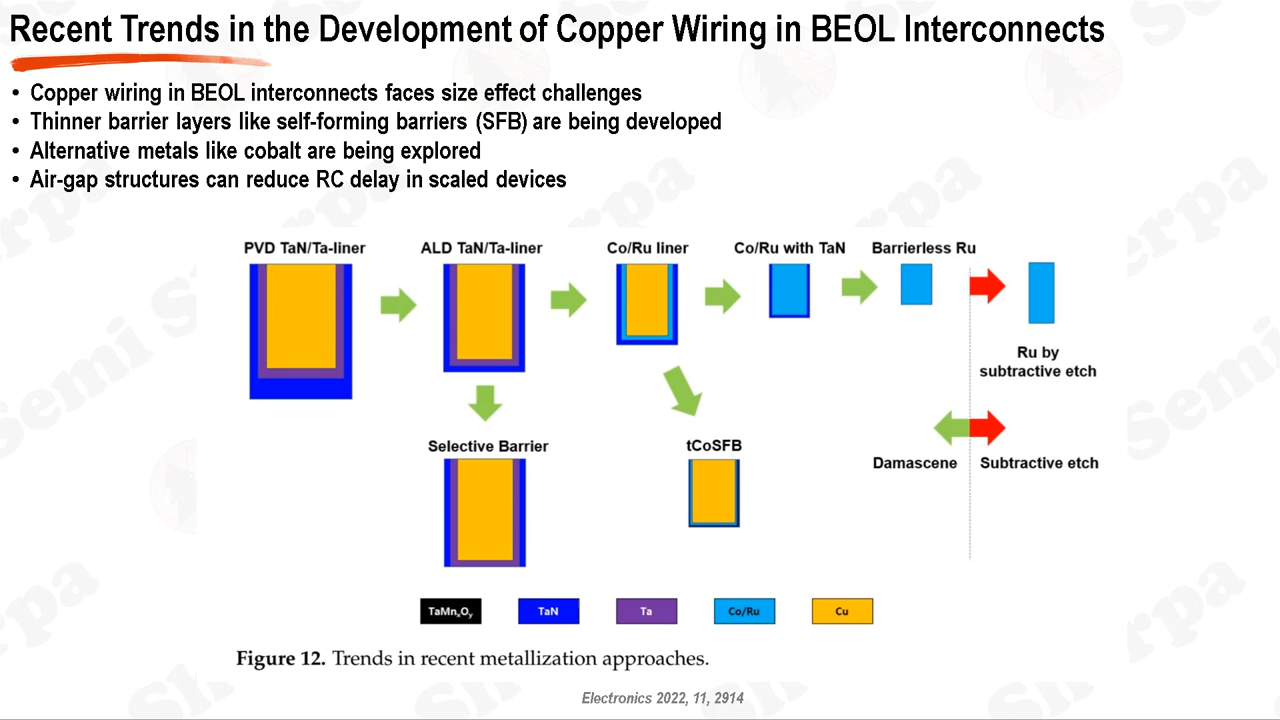 Recent Trends in the Development of Copper Wiring in BEOL Interconnects
• Copper wiring in BEOL interconnects faces size effect challenges
• Thinner barrier layers like self-forming barriers (SFB) are being developed
• Alternative metals like cobalt are being explored
• Air-gap structures can reduce RC delay in scaled devices
PVD TaN/Ta-liner
ALD TaN/Ta-liner
Co/Ru liner
Co/Ru with TaN
Barrierless Ru
Ru by
subtractive etch
Selective Barrier
tCoSFB
Damascene
Subtractive etch
TaMnxOy
TaN
Ta
Co/Ru
Cu
Figure 12. Trends in recent metallization approaches.
Electronics 2022, 11, 2914
Semi Sherpa